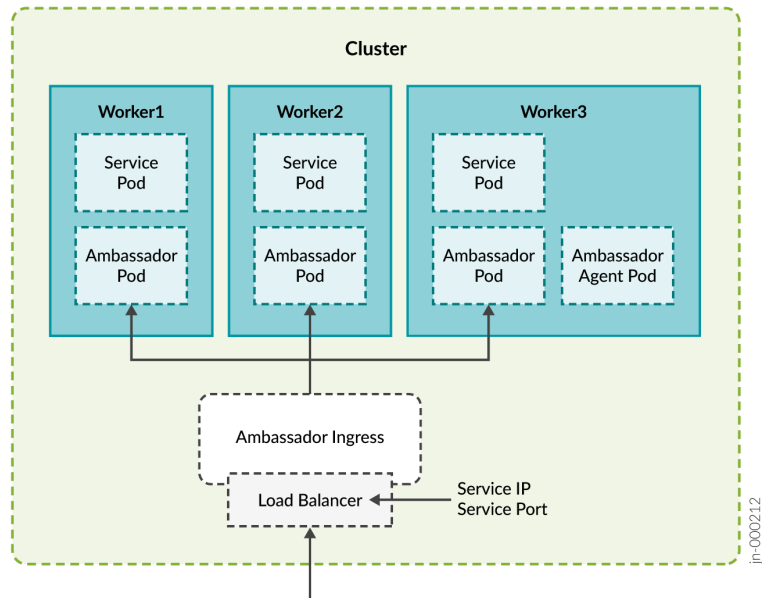 Cluster
Worker1
Service
Pod
Ambassador
Pod
Worker2
Service
Pod
Ambassador
Pod
Worker3
Service
Pod
Ambassador
Pod
Ambassador
Agent Pod
Ambassador Ingress
Load Balancer
Service IP
Service Port
jn-000212